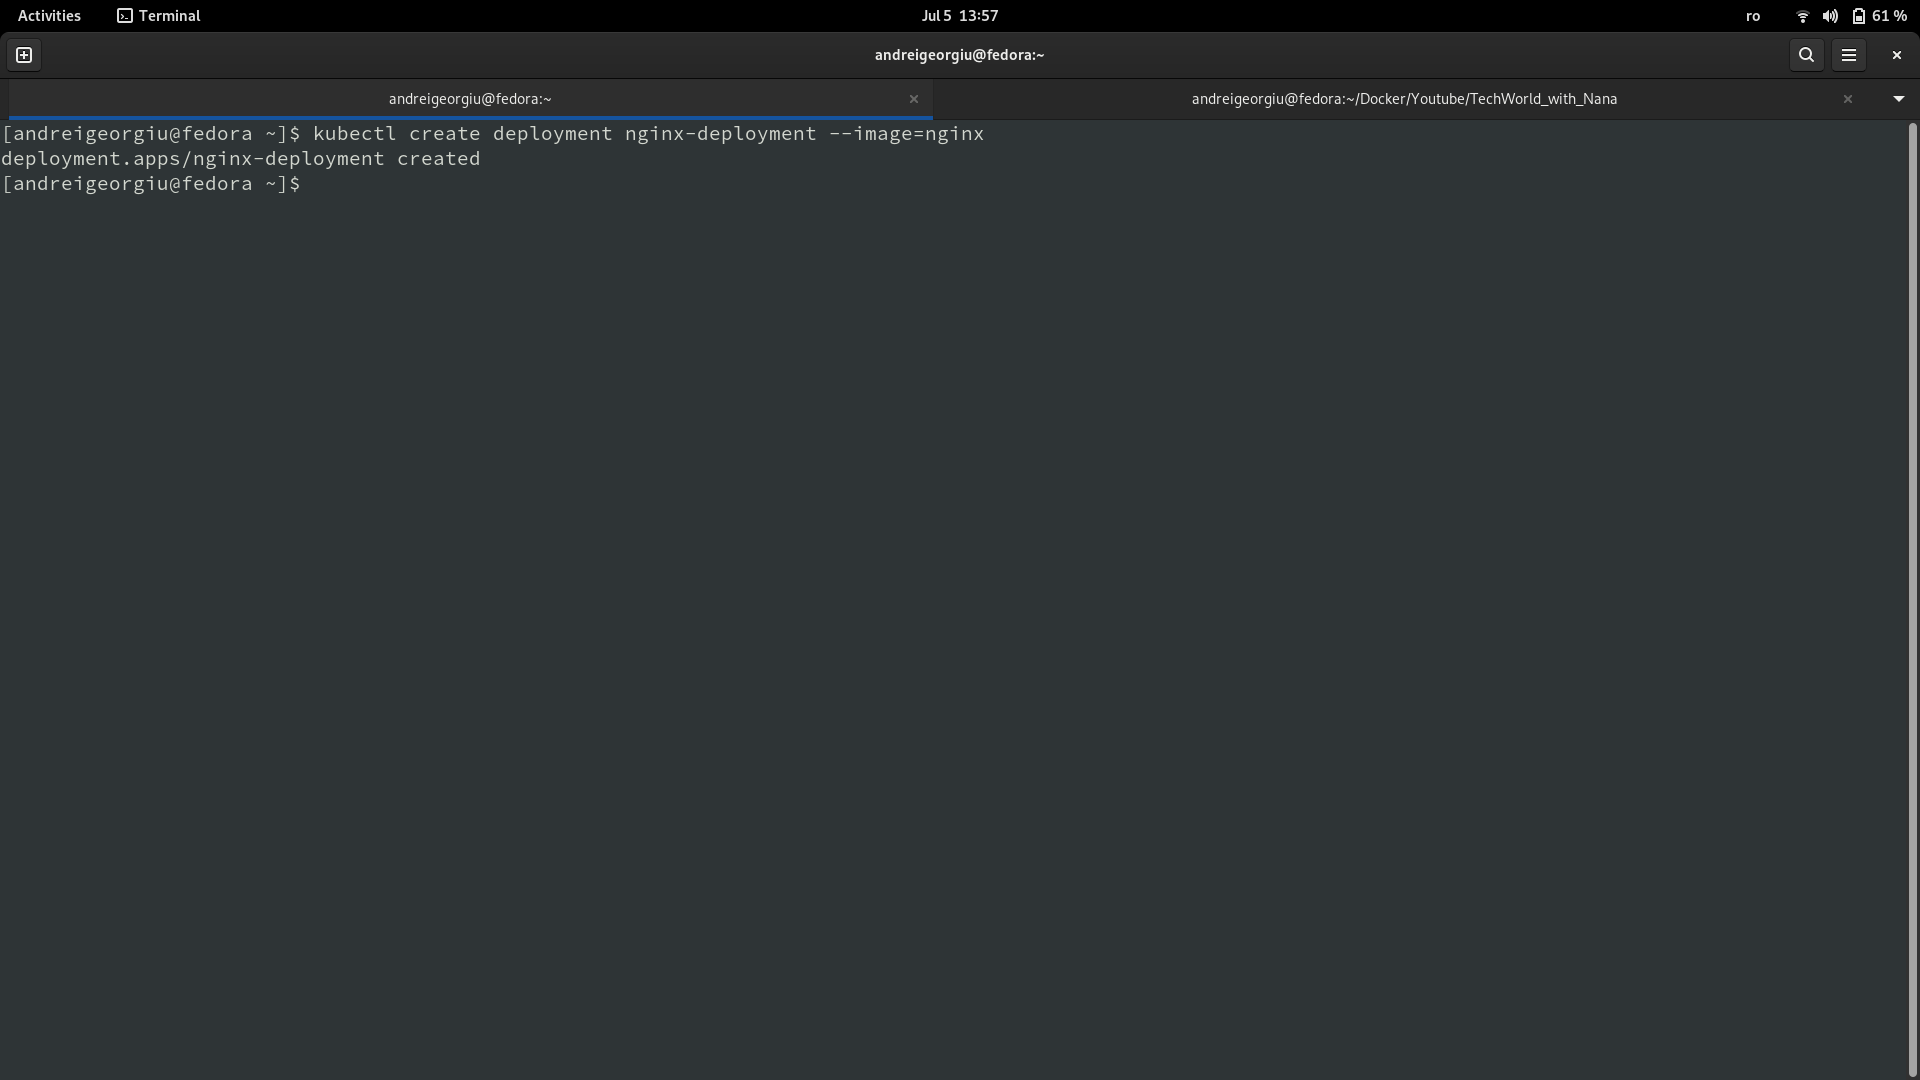 Activities Terminal Jul 5 13:57 ro 61 %
andreigeorgiu@fedora:~
andreigeorgiu@fedora:~ andreigeorgiu@fedora:~/Docker/Youtube/TechWorld_with_Nana
[andreigeorgiu@fedora ~]$ kubectl create deployment nginx-deployment --image=nginx
deployment.apps/nginx-deployment created
[andreigeorgiu@fedora ~]$